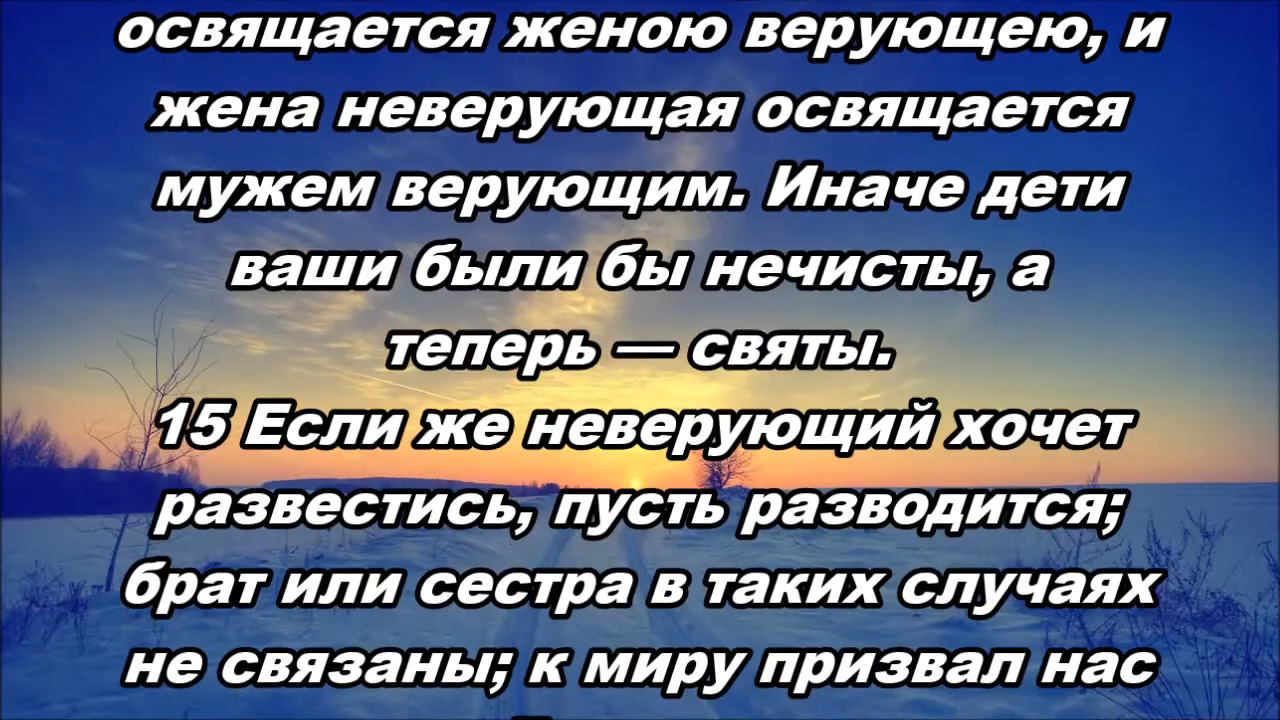 освящается женою верующею, и
жена неверующая освящается
мужем верующим. Иначе дети
ваши были бы нечисты, а
теперь — святы.
15 Если же неверующий хочет
развестись, пусть разводится;
брат или сестра в таких случаях
не связаны; к миру призвал нас